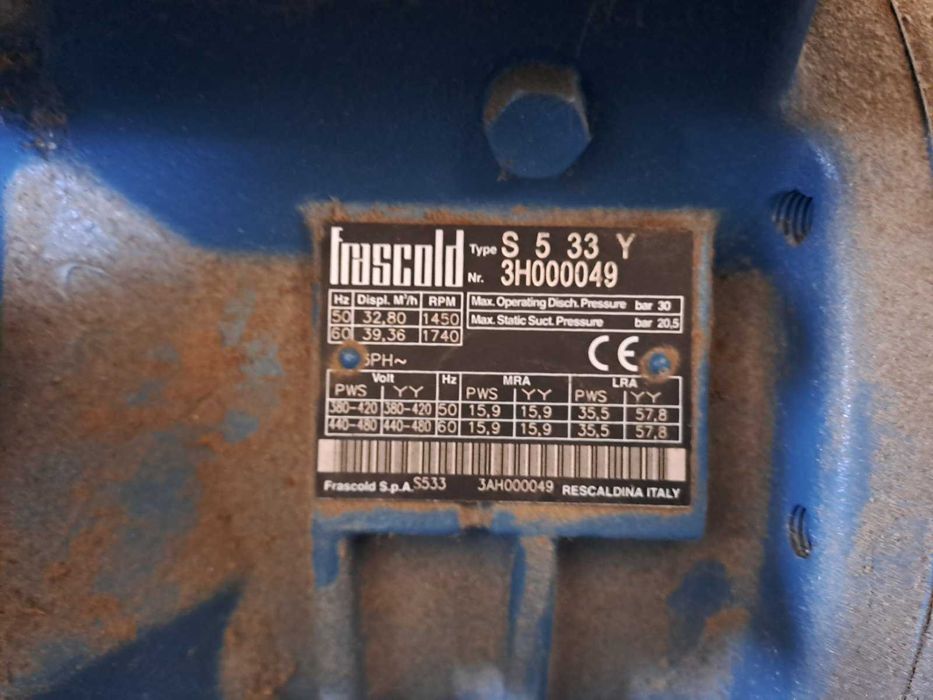 Frascold Type S 5 33 Y
Nr. 3H000049
Hz Displ. M³/h RPM
50 32,80 1450
60 39,36 1740
Max. Operating Disch. Pressure bar 30
Max. Static Suct. Pressure bar 20,5
CE
3PH~
Volt Hz MRA LRA
PWS YY PWS YY PWS YY
380-420 380-420 50 15,9 15,9 35,5 57,8
440-480 440-480 60 15,9 15,9 35,5 57,8
Frascold S.p.A. S533 3AH000049 RESCALDINA ITALY